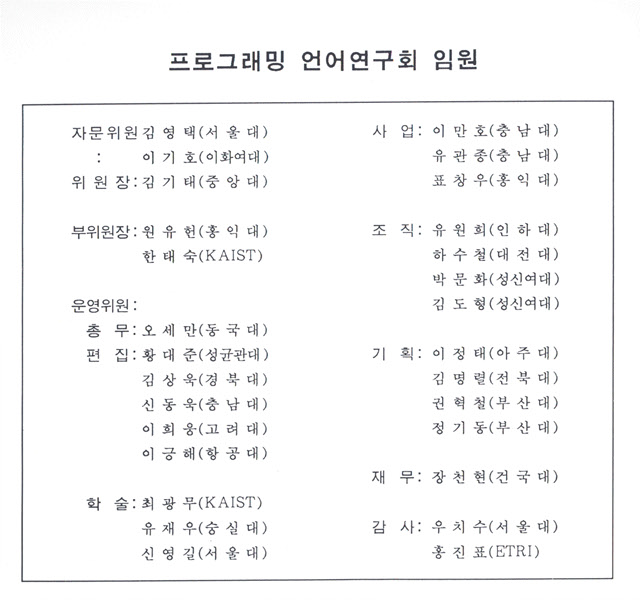 프로그래밍 언어연구회 임원
자문위원 김 영 택(서 울 대)
: 이 기 호(이화여대)
위 원 장: 김 기 태(중 앙 대)
부위원장: 원 유 헌(홍 익 대)
한 태 숙(KAIST)
운영위원:
총 무: 오 세 만(동 국 대)
편 집: 황 대 준(성균관대)
김 상 욱(경 북 대)
신 동 욱(충 남 대)
이 희 웅(고 려 대)
이 긍 해(항 공 대)
학 술: 최 광 무(KAIST)
유 재 우(숭 실 대)
신 영 길(서 울 대)
사 업: 이 만 호(충 남 대)
유 관 종(충 남 대)
표 창 우(홍 익 대)
조 직: 유 원 희(인 하 대)
하 수 철(대 전 대)
박 문 화(성신여대)
김 도 형(성신여대)
기 획: 이 정 태(아 주 대)
김 명 렬(전 북 대)
권 혁 철(부 산 대)
정 기 동(부 산 대)
재 무: 장 천 현(건 국 대)
감 사: 우 치 수(서 울 대)
홍 진 표(ETRI)